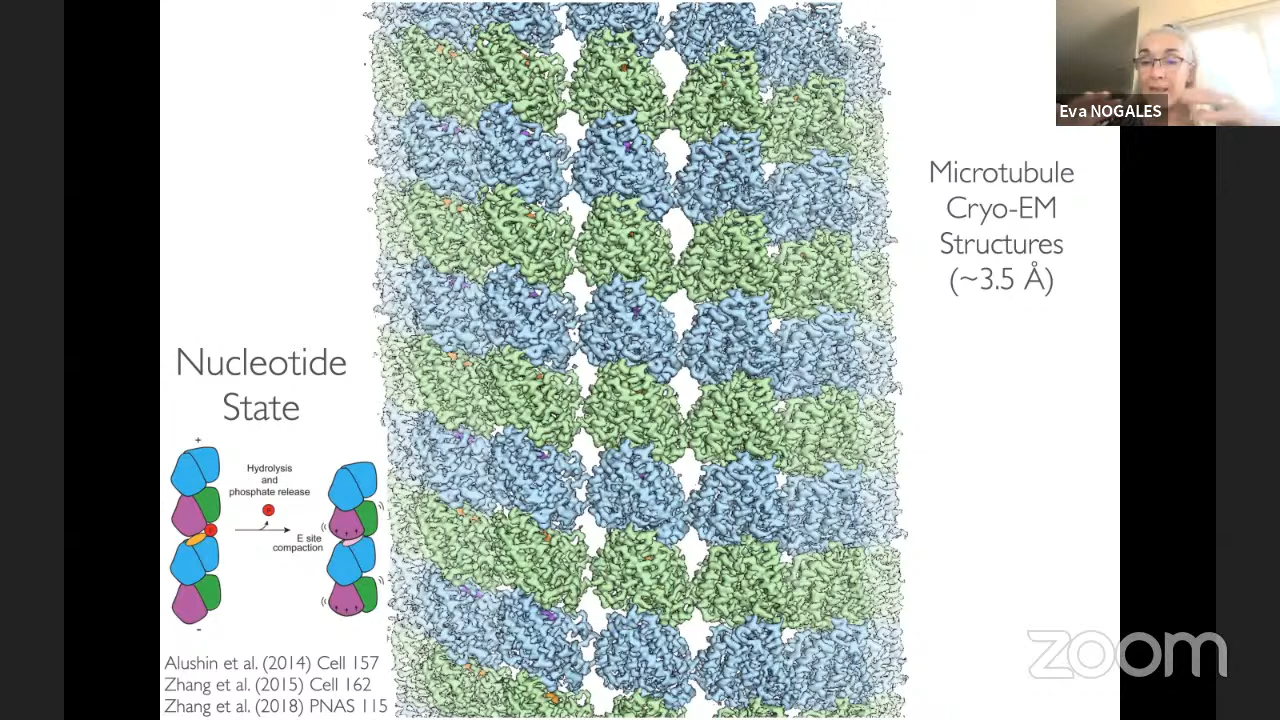 Eva NOGALES
Microtubule
Cryo-EM
Structures
(~3.5 Å)
Nucleotide
State
+
Hydrolysis
and
phosphate release
E site
compaction
-
Alushin et al. (2014) Cell 157
Zhang et al. (2015) Cell 162
Zhang et al. (2018) PNAS 115
zoom